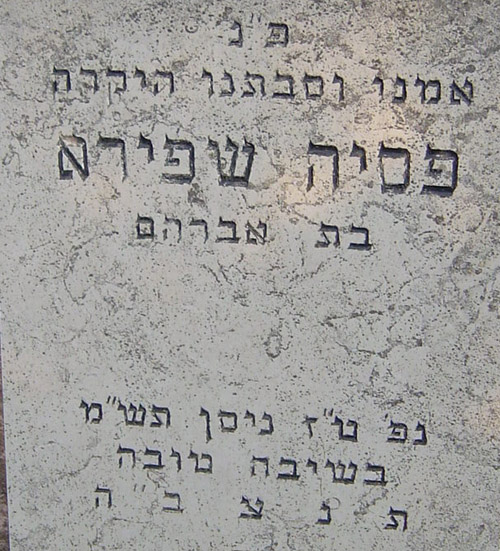 פ"נ
אמנו וסבתנו היקרה
פסיה שפירא
בת אברהם
נפ' ט"ז ניסן תש"מ
בשיבה טובה
ת נ צ ב" ה